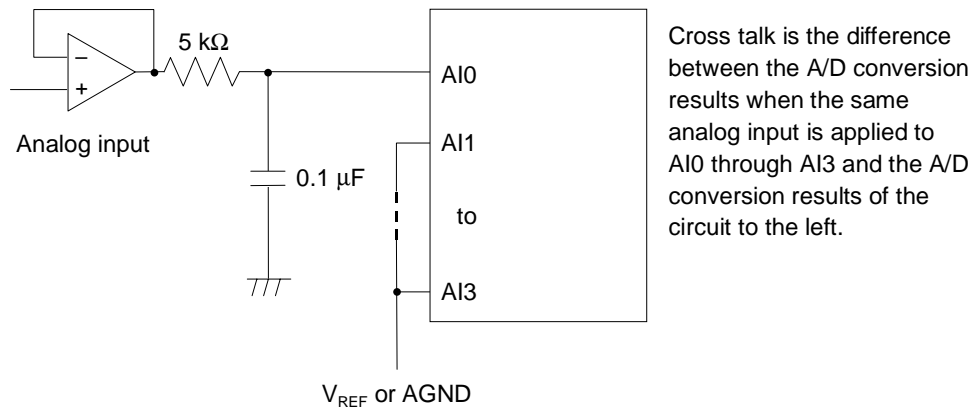 5 kΩ
−
+
Analog input
0.1 μF
AI0
AI1
to
AI3
V_REF or AGND
Cross talk is the difference
between the A/D conversion
results when the same
analog input is applied to
AI0 through AI3 and the A/D
conversion results of the
circuit to the left.